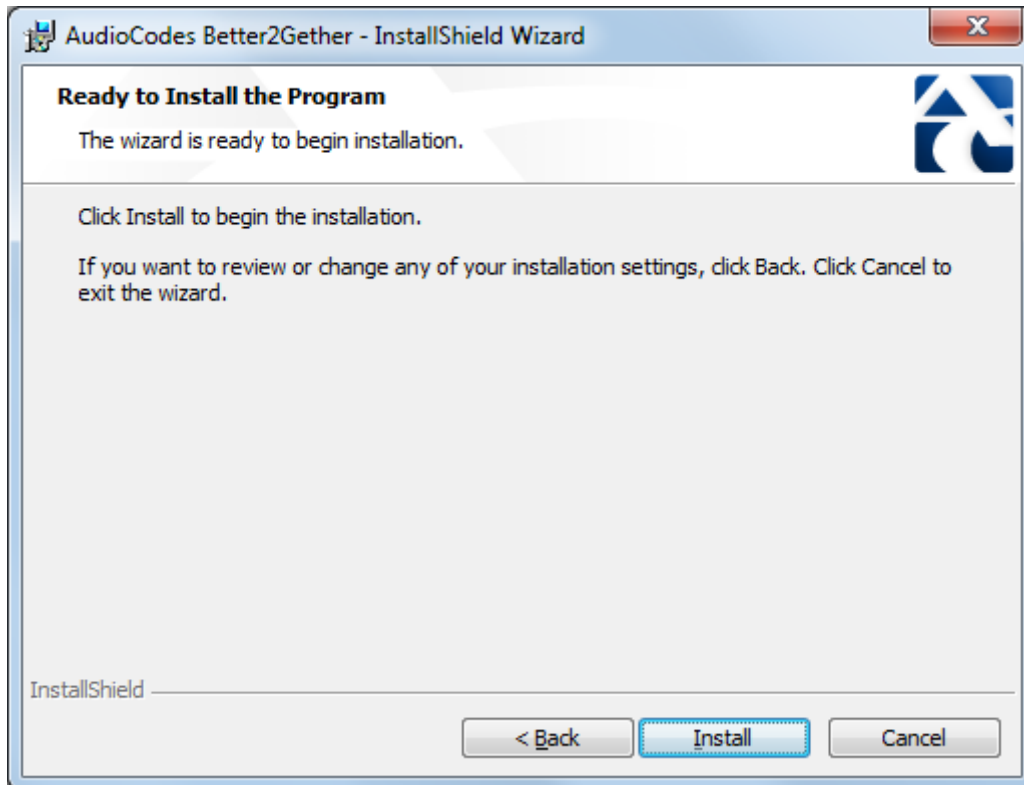 AudioCodes Better2Gether - InstallShield Wizard
Ready to Install the Program
The wizard is ready to begin installation.
Click Install to begin the installation.
If you want to review or change any of your installation settings, click Back. Click Cancel to
exit the wizard.
InstallShield
< Back
Install
Cancel